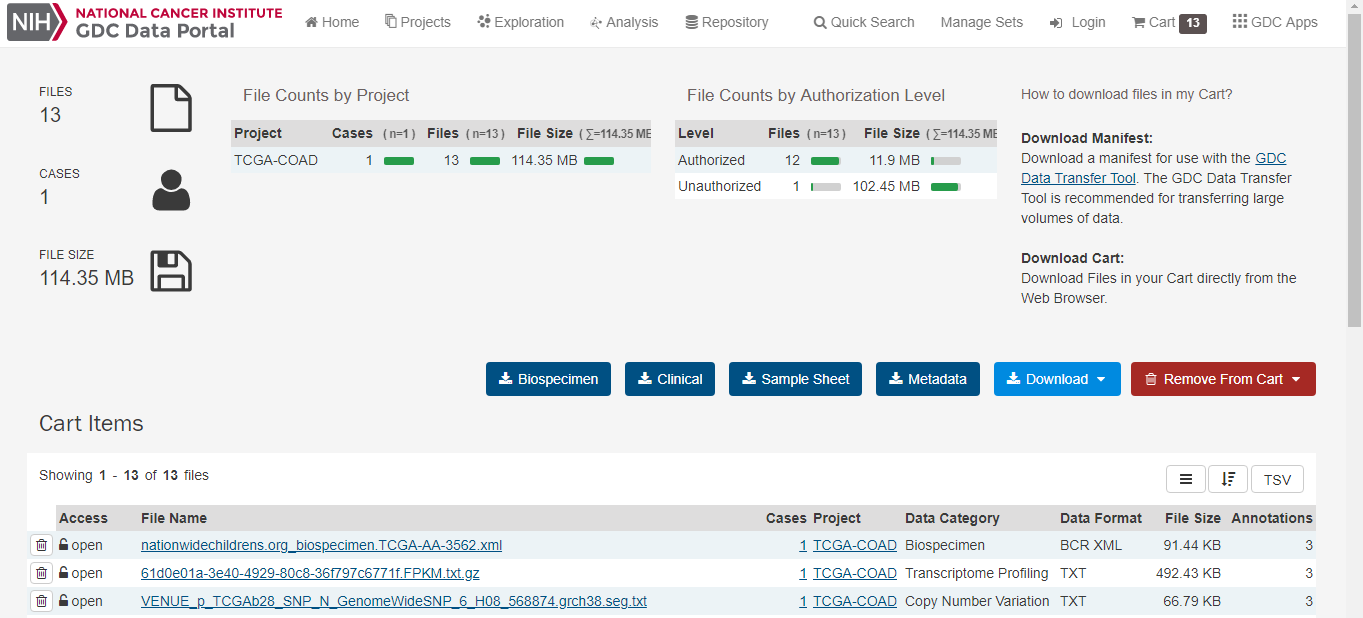 NIH NATIONAL CANCER INSTITUTE
GDC Data Portal
Home Projects Exploration Analysis Repository Quick Search Manage Sets Login Cart 13 GDC Apps
FILES
13
CASES
1
FILE SIZE
114.35 MB
File Counts by Project
Project Cases (n=1) Files (n=13) File Size (∑=114.35 ME
TCGA-COAD 1 13 114.35 MB
File Counts by Authorization Level
Level Files (n=13) File Size (∑=114.35 ME
Authorized 12 11.9 MB
Unauthorized 1 102.45 MB
How to download files in my Cart?
Download Manifest:
Download a manifest for use with the GDC
Data Transfer Tool. The GDC Data Transfer
Tool is recommended for transferring large
volumes of data.
Download Cart:
Download Files in your Cart directly from the
Web Browser.
Biospecimen Clinical Sample Sheet Metadata Download Remove From Cart
Cart Items
Showing 1 - 13 of 13 files
TSV
Access File Name Cases Project Data Category Data Format File Size Annotations
open nationwidechildrens.org_biospecimen.TCGA-AA-3562.xml 1 TCGA-COAD Biospecimen BCR XML 91.44 KB 3
open 61d0e01a-3e40-4929-80c8-36f797c6771f.FPKM.txt.gz 1 TCGA-COAD Transcriptome Profiling TXT 492.43 KB 3
open VENUE_p_TCGAb28_SNP_N_GenomeWideSNP_6_H08_568874.grch38.seg.txt 1 TCGA-COAD Copy Number Variation TXT 66.79 KB 3